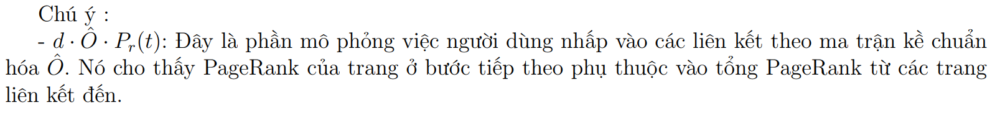 Chú ý :
- $d \cdot \hat{O} \cdot P_r(t)$: Đây là phần mô phỏng việc người dùng nhấp vào các liên kết theo ma trận kề chuẩn
hóa $\hat{O}$. Nó cho thấy PageRank của trang ở bước tiếp theo phụ thuộc vào tổng PageRank từ các trang
liên kết đến.